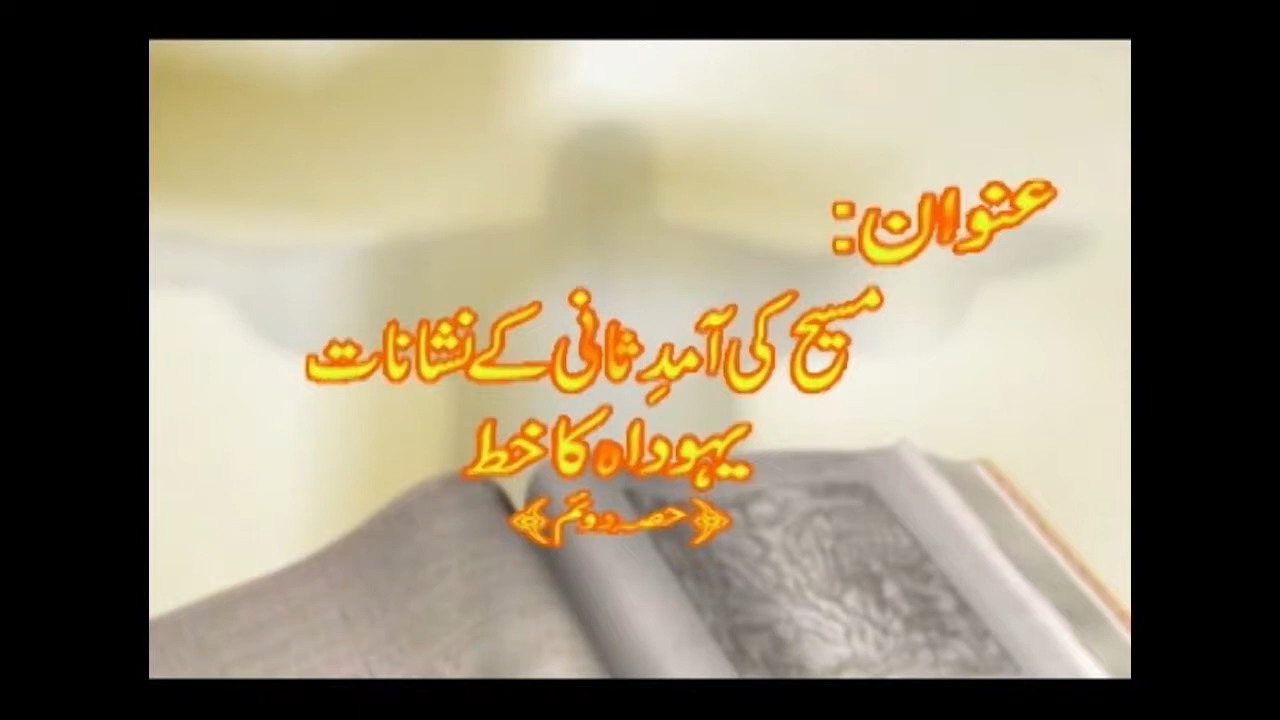 عنوان:
مسیح کی آمدِ ثانی کے نشانات
یہوداہ کا خط
﴿حصہ دوئم﴾